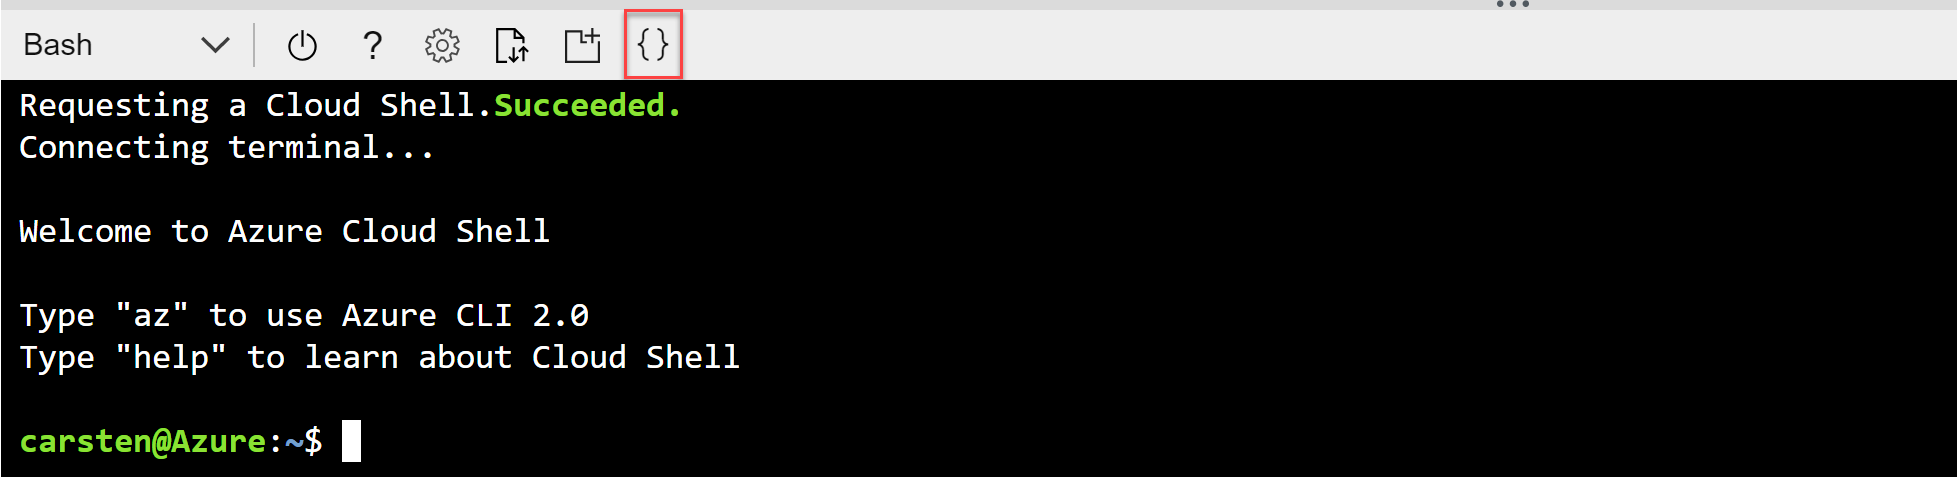 Bash
?
{}
Requesting a Cloud Shell.Succeeded.
Connecting terminal...
Welcome to Azure Cloud Shell
Type "az" to use Azure CLI 2.0
Type "help" to learn about Cloud Shell
carsten@Azure:~$